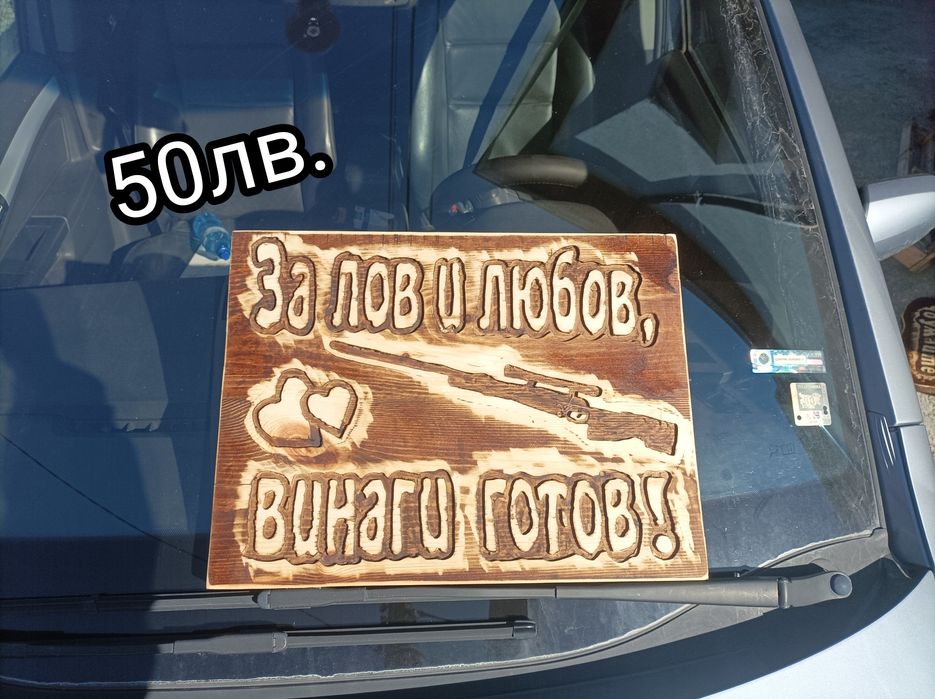 50лв.
За лов и любов,
винаги готов!